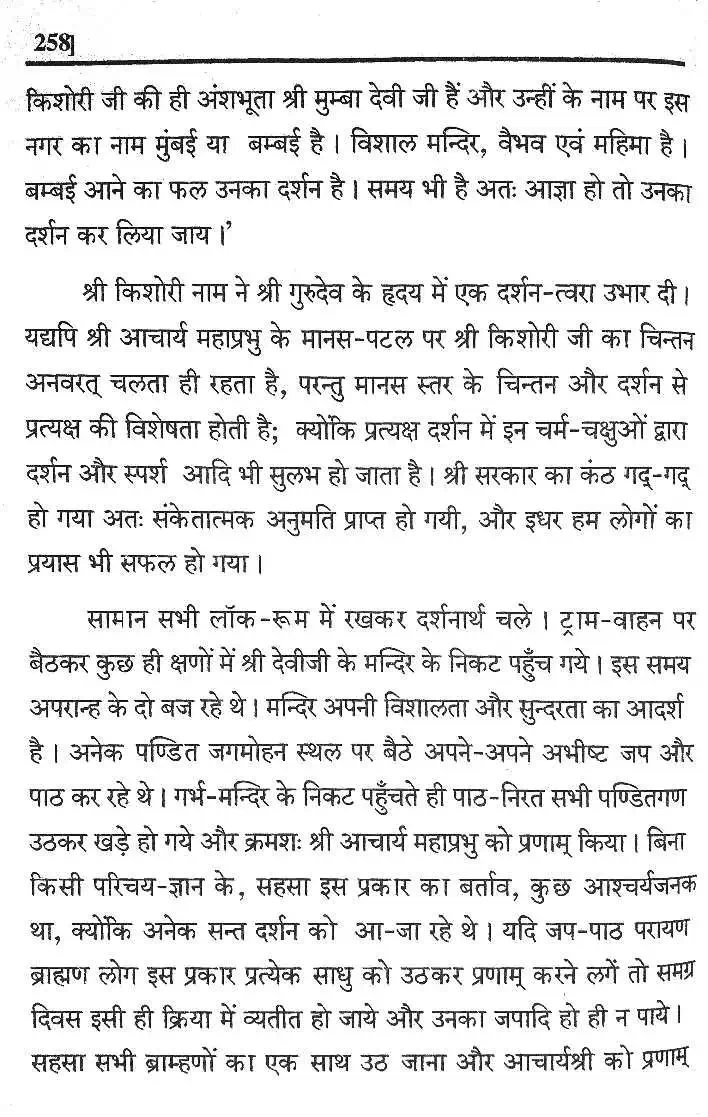 258]
किशोरी जी की ही अंशभूता श्री मुम्बा देवी जी हैं और उन्हीं के नाम पर इस
नगर का नाम मुंबई या बम्बई है। विशाल मन्दिर, वैभव एवं महिमा है।
बम्बई आने का फल उनका दर्शन है। समय भी है अतः आज्ञा हो तो उनका
दर्शन कर लिया जाय।'
श्री किशोरी नाम ने श्री गुरुदेव के हृदय में एक दर्शन-त्वरा उभार दी।
यद्यपि श्री आचार्य महाप्रभु के मानस-पटल पर श्री किशोरी जी का चिन्तन
अनवरत् चलता ही रहता है, परन्तु मानस स्तर के चिन्तन और दर्शन से
प्रत्यक्ष की विशेषता होती है; क्योंकि प्रत्यक्ष दर्शन में इन चर्म-चक्षुओं द्वारा
दर्शन और स्पर्श आदि भी सुलभ हो जाता है। श्री सरकार का कंठ गद्-गद्
हो गया अतः संकेतात्मक अनुमति प्राप्त हो गयी, और इधर हम लोगों का
प्रयास भी सफल हो गया।
सामान सभी लॉक-रूम में रखकर दर्शनार्थ चले। ट्राम-वाहन पर
बैठकर कुछ ही क्षणों में श्री देवीजी के मन्दिर के निकट पहुँच गये। इस समय
अपरान्ह के दो बज रहे थे। मन्दिर अपनी विशालता और सुन्दरता का आदर्श
है। अनेक पण्डित जगमोहन स्थल पर बैठे अपने-अपने अभीष्ट जप और
पाठ कर रहे थे। गर्भ-मन्दिर के निकट पहुँचते ही पाठ-निरत सभी पण्डितगण
उठकर खड़े हो गये और क्रमशः श्री आचार्य महाप्रभु को प्रणाम् किया। बिना
किसी परिचय-ज्ञान के, सहसा इस प्रकार का बर्ताव, कुछ आश्चर्यजनक
था, क्योंकि अनेक सन्त दर्शन को आ-जा रहे थे। यदि जप-पाठ परायण
ब्राह्मण लोग इस प्रकार प्रत्येक साधु को उठकर प्रणाम् करने लगें तो समग्र
दिवस इसी ही क्रिया में व्यतीत हो जाये और उनका जपादि हो ही न पाये।
सहसा सभी ब्राम्हणों का एक साथ उठ जाना और आचार्यश्री को प्रणाम्